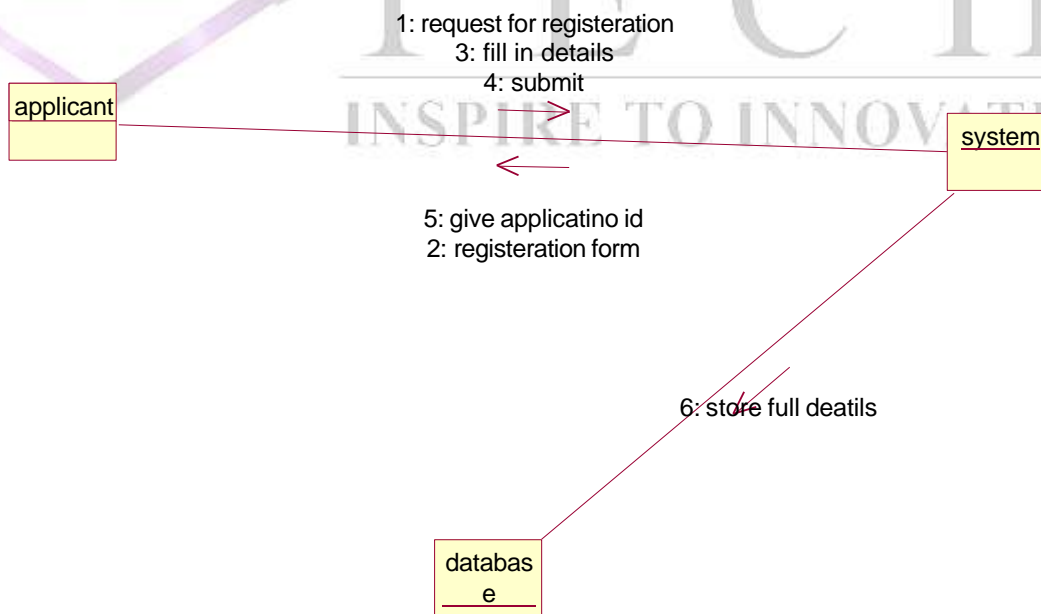 1: request for registeration
3: fill in details
4: submit
applicant
INSPIRE TO INNOVATE
system
5: give applicatino id
2: registeration form
6: store full deatils
databas
e